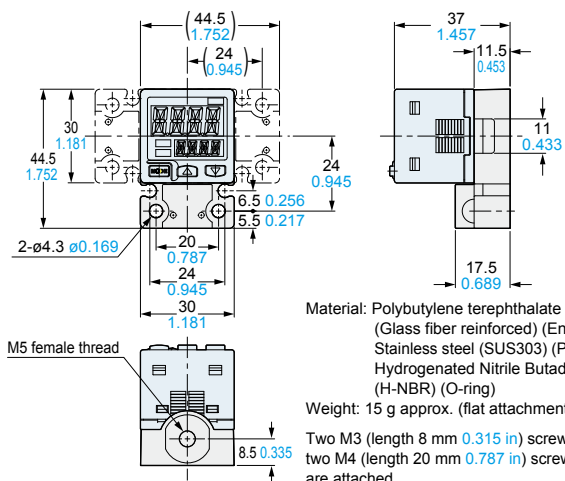 (44.5)
1.752
(24)
(0.945)
37
1.457
11.5
0.453
30
1.181
44.5
1.752
11
0.433
24
0.945
6.5 0.256
5.5 0.217
2-ø4.3 ø0.169
20
0.787
24
0.945
30
1.181
17.5
0.689
M5 female thread
8.5 0.335
Material: Polybutylene terephthalate
(Glass fiber reinforced)
Stainless steel (SUS303)
Hydrogenated Nitrile
(H-NBR) (O-ring)
Weight: 15 g approx. (flat
Two M3 (length 8 mm 0.315 in)
two M4 (length 20 mm 0.787 in)
are attached